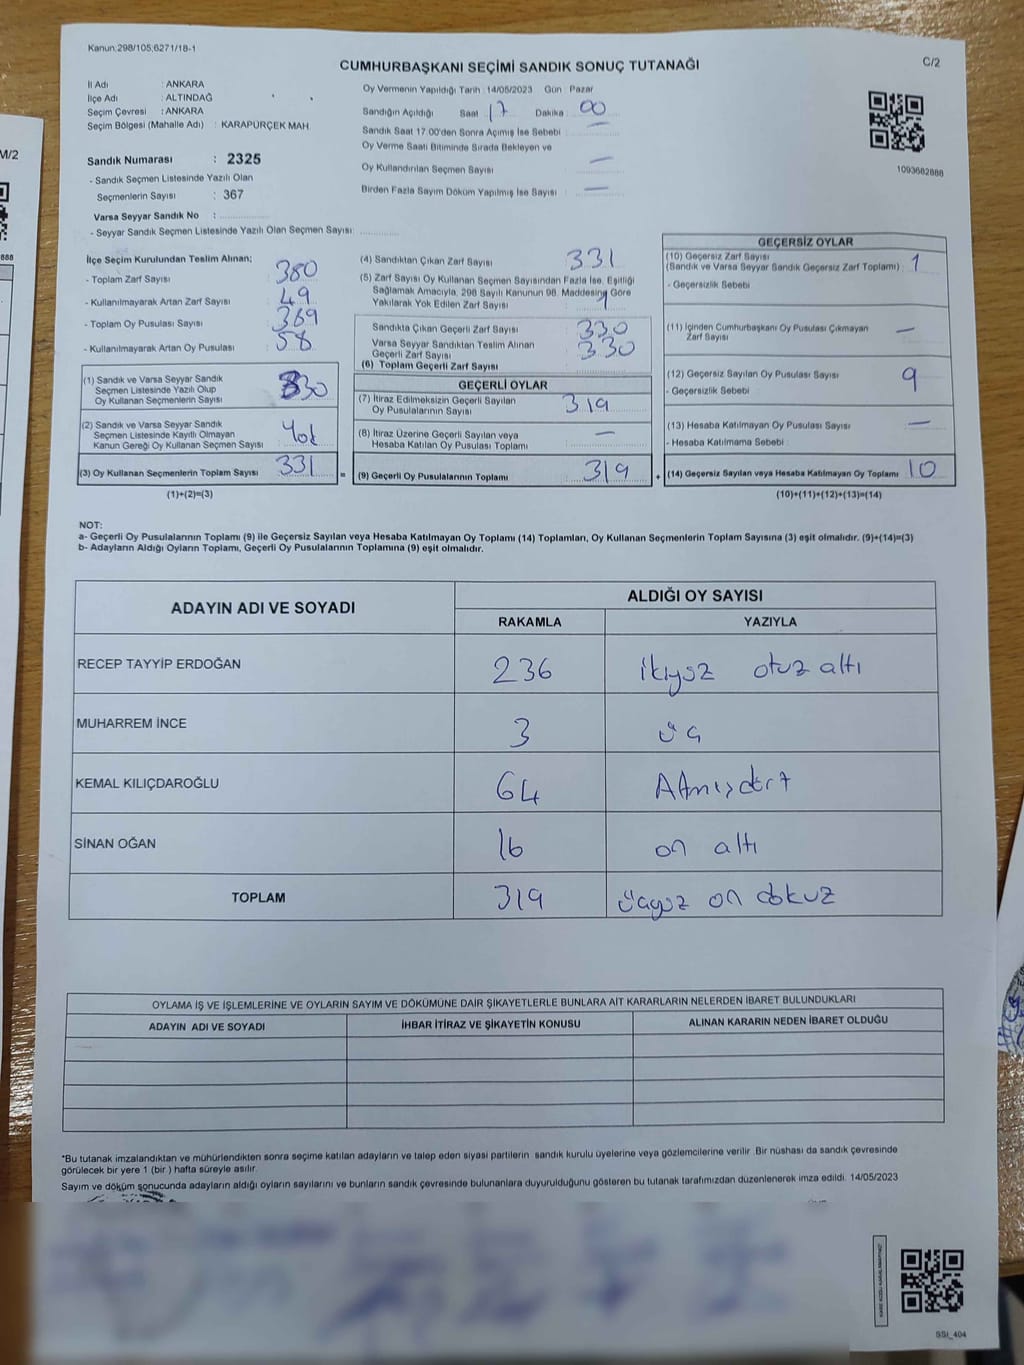 Kanun.298/105;6271/18-1
CUMHURBAŞKANI SEÇİMİ SANDIK SONUÇ TUTANAĞI
C/2
İl Adı : ANKARA
İlçe Adı : ALTINDAĞ
Seçim Çevresi : ANKARA
Seçim Bölgesi (Mahalle Adı) : KARAPÜRÇEK MAH.
Oy Vermenin Yapıldığı Tarih :14/05/2023 Gün : Pazar
Sandığın Açıldığı Saat 17 Dakika : 00
Sandık Saat 17.00'den Sonra Açımış İse Sebebi : —
Oy Verme Saati Bitiminde Sırada Bekleyen ve
Oy Kullandırılan Seçmen Sayısı : —
Birden Fazla Sayım Döküm Yapılmış İse Sayısı : —
1093682888
Sandık Numarası : 2325
- Sandık Seçmen Listesinde Yazılı Olan
Seçmenlerin Sayısı : 367
Varsa Seyyar Sandık No :
- Seyyar Sandık Seçmen Listesinde Yazılı Olan Seçmen Sayısı:
İlçe Seçim Kurulundan Teslim Alınan;
- Toplam Zarf Sayısı : 380
- Kullanılmayarak Artan Zarf Sayısı : 49
- Toplam Oy Pusulası Sayısı : 389
- Kullanılmayarak Artan Oy Pusulası : 58
(1) Sandık ve Varsa Seyyar Sandık
Seçmen Listesinde Yazılı Olup
Oy Kullanan Seçmenlerin Sayısı : 330
(2) Sandık ve Varsa Seyyar Sandık
Seçmen Listesinde Kayıtlı Olmayan
Kanun Gereği Oy Kullanan Seçmen Sayısı :
(3) Oy Kullanan Seçmenlerin Toplam Sayısı : 331 =
(1)+(2)=(3)
(4) Sandıktan Çıkan Zarf Sayısı : 331
(5) Zarf Sayısı Oy Kullanan Seçmen Sayısından Fazla İse, Eşitliği
Sağlamak Amacıyla, 298 Sayılı Kanunun 98. Maddesine Göre
Yakılarak Yok Edilen Zarf Sayısı : 1
Sandıkta Çıkan Geçerli Zarf Sayısı : 330
Varsa Seyyar Sandıktan Teslim Alınan
Geçerli Zarf Sayısı : 330
(6) Toplam Geçerli Zarf Sayısı :
GEÇERLİ OYLAR
(7) İtiraz Edilmeksizin Geçerli Sayılan
Oy Pusulalarının Sayısı : 319
(8) İtiraz Üzerine Geçerli Sayılan veya
Hesaba Katılan Oy Pusulası Toplamı : —
(9) Geçerli Oy Pusulalarının Toplamı : 319 +
GEÇERSİZ OYLAR
(10) Geçersiz Zarf Sayısı
(Sandık ve Varsa Seyyar Sandık Geçersiz Zarf Toplamı) : 1
- Geçersizlik Sebebi :
(11) İçinden Cumhurbaşkanı Oy Pusulası Çıkmayan
Zarf Sayısı : —
(12) Geçersiz Sayılan Oy Pusulası Sayısı : 9
- Geçersizlik Sebebi :
(13) Hesaba Katılmayan Oy Pusulası Sayısı : —
- Hesaba Katılmama Sebebi :
(14) Geçersiz Sayılan veya Hesaba Katılmayan Oy Toplamı : 10
(10)+(11)+(12)+(13)=(14)
NOT:
a- Geçerli Oy Pusulalarının Toplamı (9) ile Geçersiz Sayılan veya Hesaba Katılmayan Oy Toplamı (14) Toplamları, Oy Kullanan Seçmenlerin Toplam Sayısına (3) eşit olmalıdır. (9)+(14)=(3)
b- Adayların Aldığı Oyların Toplamı, Geçerli Oy Pusulalarının Toplamına (9) eşit olmalıdır.
ADAYIN ADI VE SOYADI
ALDIĞI OY SAYISI
RAKAMLA YAZIYLA
RECEP TAYYİP ERDOĞAN 236 ikiyüz otuz altı
MUHARREM İNCE 3 üç
KEMAL KILIÇDAROĞLU 64 Atmışdört
SİNAN OĞAN 16 on altı
TOPLAM 319 üçyüz on dokuz
OYLAMA İŞ VE İŞLEMLERİNE VE OYLARIN SAYIM VE DÖKÜMÜNE DAİR ŞİKAYETLERLE BUNLARA AİT KARARLARIN NELERDEN İBARET BULUNDUKLARI
ADAYIN ADI VE SOYADI İHBAR İTİRAZ VE ŞİKAYETİN KONUSU ALINAN KARARIN NEDEN İBARET OLDUĞU
*Bu tutanak imzalandıktan ve mühürlendikten sonra seçime katılan adayların ve talep eden siyasi partilerin sandık kurulu üyelerine veya gözlemcilerine verilir .Bir nüshası da sandık çevresinde
görülecek bir yere 1 (bir ) hafta süreyle asılır.
Sayım ve döküm sonucunda adayların aldığı oyların sayılarını ve bunların sandık çevresinde bulunanlara duyurulduğunu gösteren bu tutanak tarafımızdan düzenlenerek imza edildi. 14/05/2023
SSI_404
M/2
888